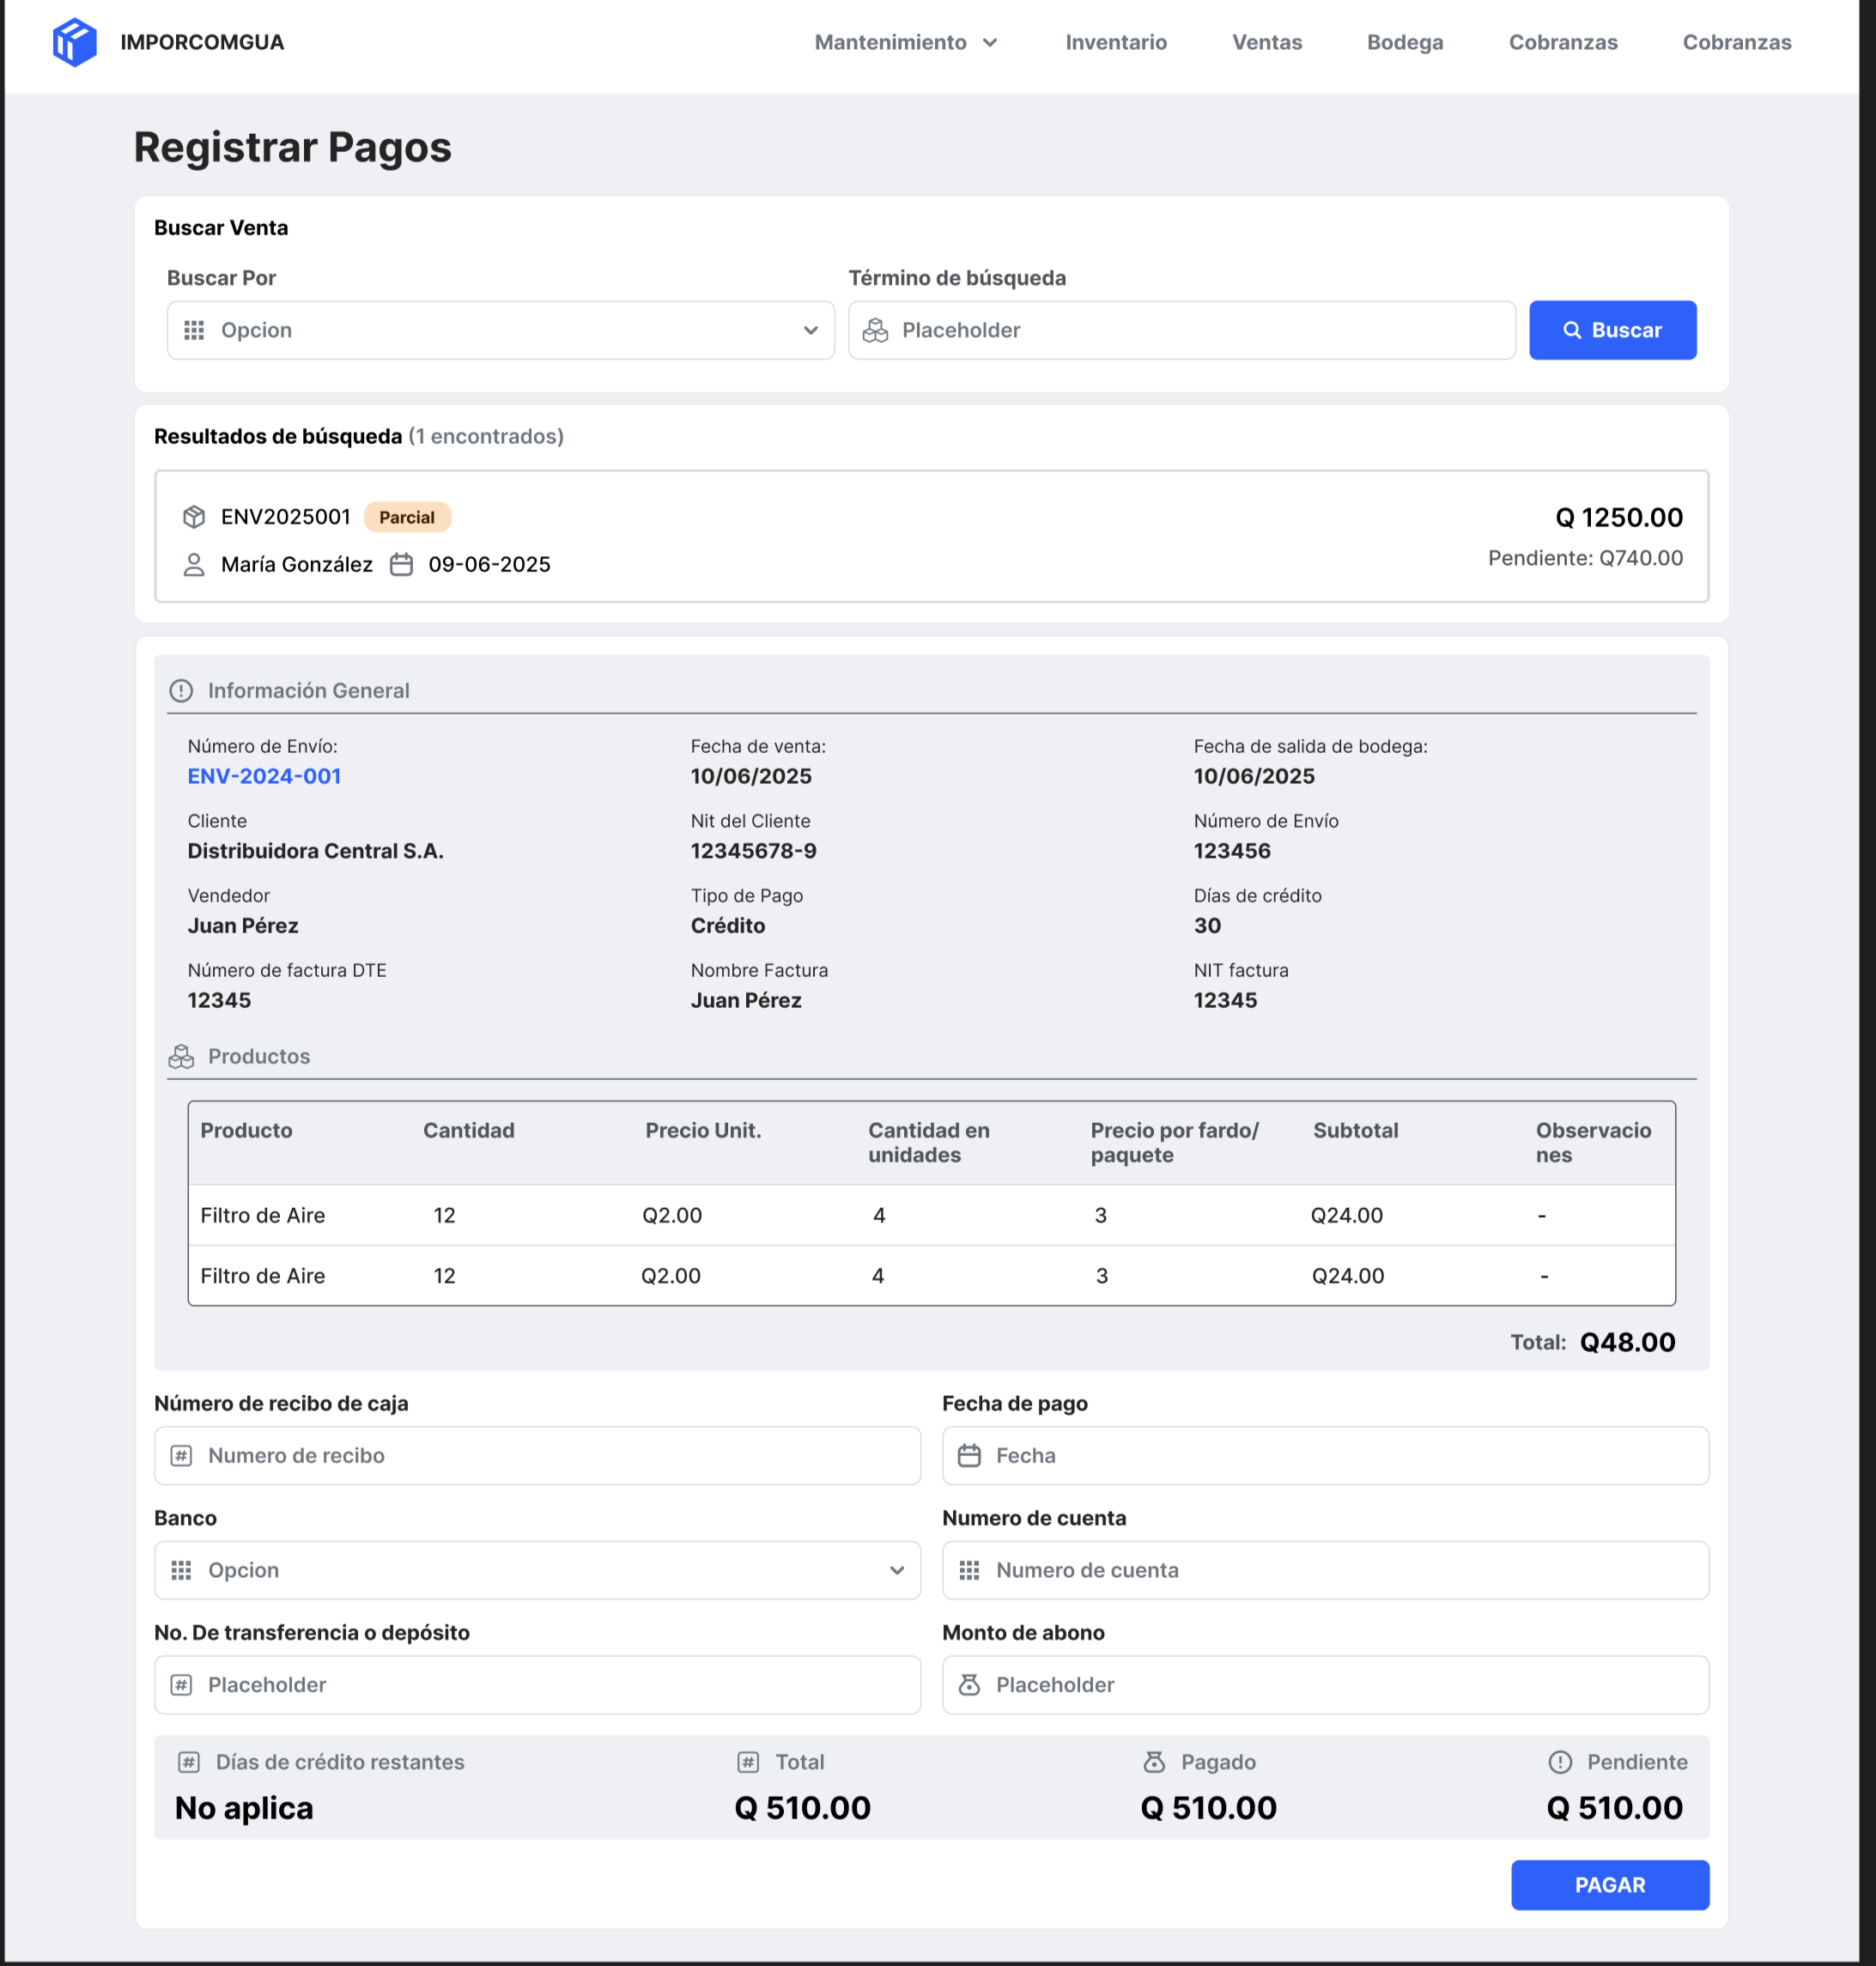 IMPORCOMGUA
Mantenimiento
Inventario
Ventas
Bodega
Cobranzas
Cobranzas
Registrar Pagos
Buscar Venta
Buscar Por
Término de búsqueda
Opcion
Placeholder
Buscar
Resultados de búsqueda (1 encontrados)
ENV2025001
Parcial
Q 1250.00
María González
09-06-2025
Pendiente: Q740.00
Información General
Número de Envío:
Fecha de venta:
Fecha de salida de bodega:
ENV-2024-001
10/06/2025
10/06/2025
Cliente
Nit del Cliente
Número de Envío
Distribuidora Central S.A.
12345678-9
123456
Vendedor
Tipo de Pago
Días de crédito
Juan Pérez
Crédito
30
Número de factura DTE
Nombre Factura
NIT factura
12345
Juan Pérez
12345
Productos
Producto
Cantidad
Precio Unit.
Cantidad en
unidades
Precio por fardo/
paquete
Subtotal
Observacio
nes
Filtro de Aire
12
Q2.00
4
3
Q24.00
-
Filtro de Aire
12
Q2.00
4
3
Q24.00
-
Total: Q48.00
Número de recibo de caja
Fecha de pago
Numero de recibo
Fecha
Banco
Numero de cuenta
Opcion
Numero de cuenta
No. De transferencia o depósito
Monto de abono
Placeholder
Placeholder
Días de crédito restantes
Total
Pagado
Pendiente
No aplica
Q 510.00
Q 510.00
Q 510.00
PAGAR